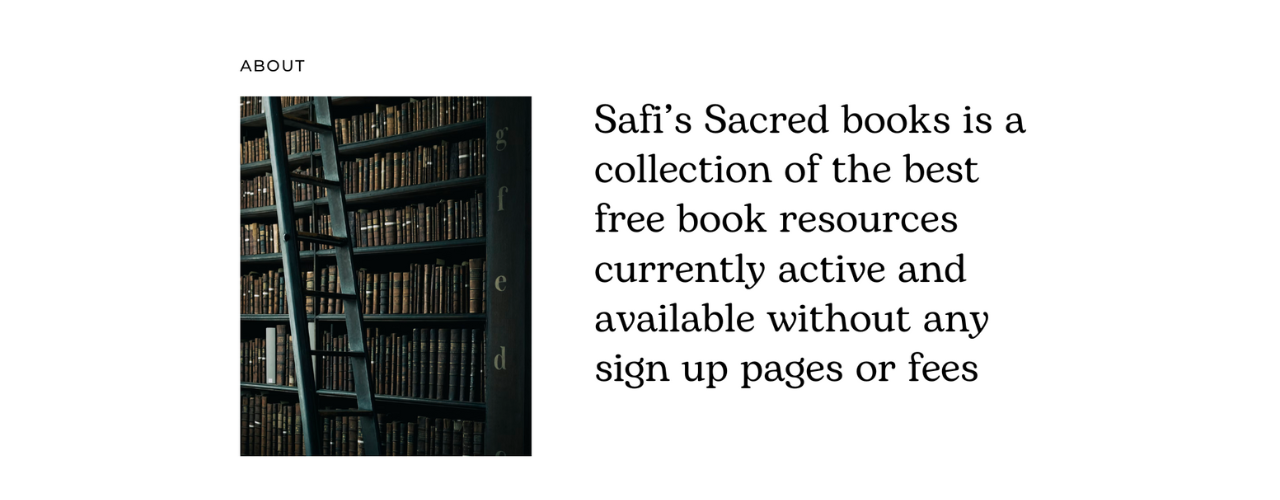 ABOUT
Safi’s Sacred books is a
collection of the best
free book resources
currently active and
available without any
sign up pages or fees
g
f
e
d